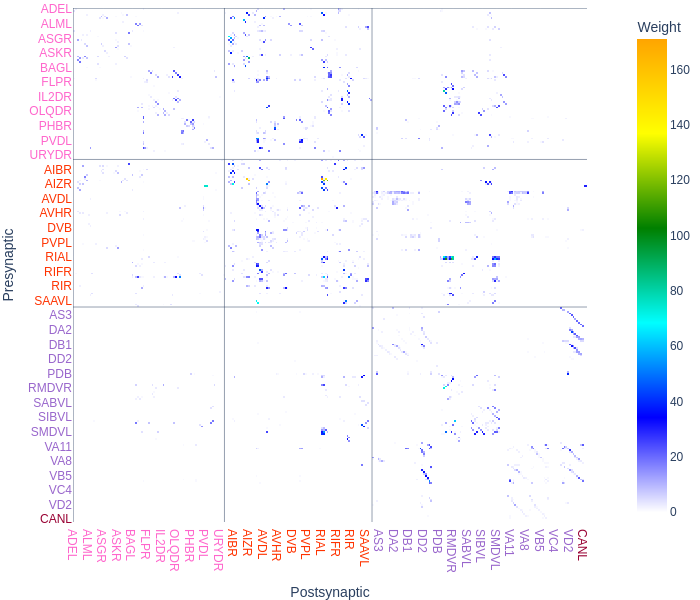 Weight
160
140
120
100
80
60
40
20
0
Presynaptic
ADEL
ALML
ASGR
ASKR
BAGL
FLPR
IL2DR
OLQDR
PHBR
PVDL
URYDR
AIBR
AIZR
AVDL
AVHR
DVB
PVPL
RIAL
RIFR
RIR
SAAVL
AS3
DA2
DB1
DD2
PDB
RMDVR
SABVL
SIBVL
SMDVL
VA11
VA8
VB5
VC4
VD2
CANL
ADEL
ALML
ASGR
ASKR
BAGL
FLPR
IL2DR
OLQDR
PHBR
PVDL
URYDR
AIBR
AIZR
AVDL
AVHR
DVB
PVPL
RIAL
RIFR
RIR
SAAVL
AS3
DA2
DB1
DD2
PDB
RMDVR
SABVL
SIBVL
SMDVL
VA11
VA8
VB5
VC4
VD2
CANL
Postsynaptic